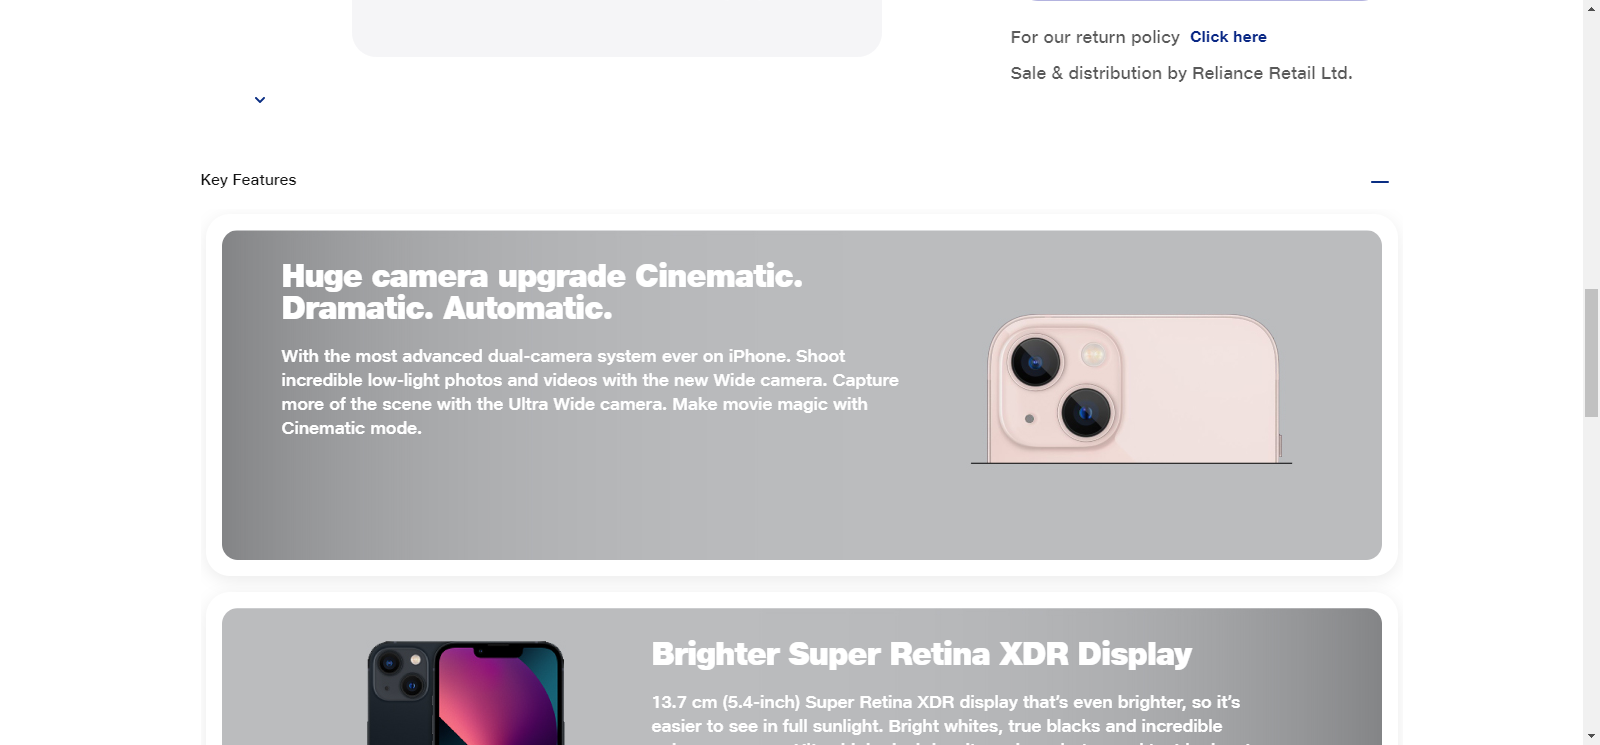 For our return policy Click here
Sale & distribution by Reliance Retail Ltd.
Key Features
Huge camera upgrade Cinematic.
Dramatic. Automatic.
With the most advanced dual-camera system ever on iPhone. Shoot
incredible low-light photos and videos with the new Wide camera. Capture
more of the scene with the Ultra Wide camera. Make movie magic with
Cinematic mode.
Brighter Super Retina XDR Display
13.7 cm (5.4-inch) Super Retina XDR display that’s even brighter, so it’s
easier to see in full sunlight. Bright whites, true blacks and incredible